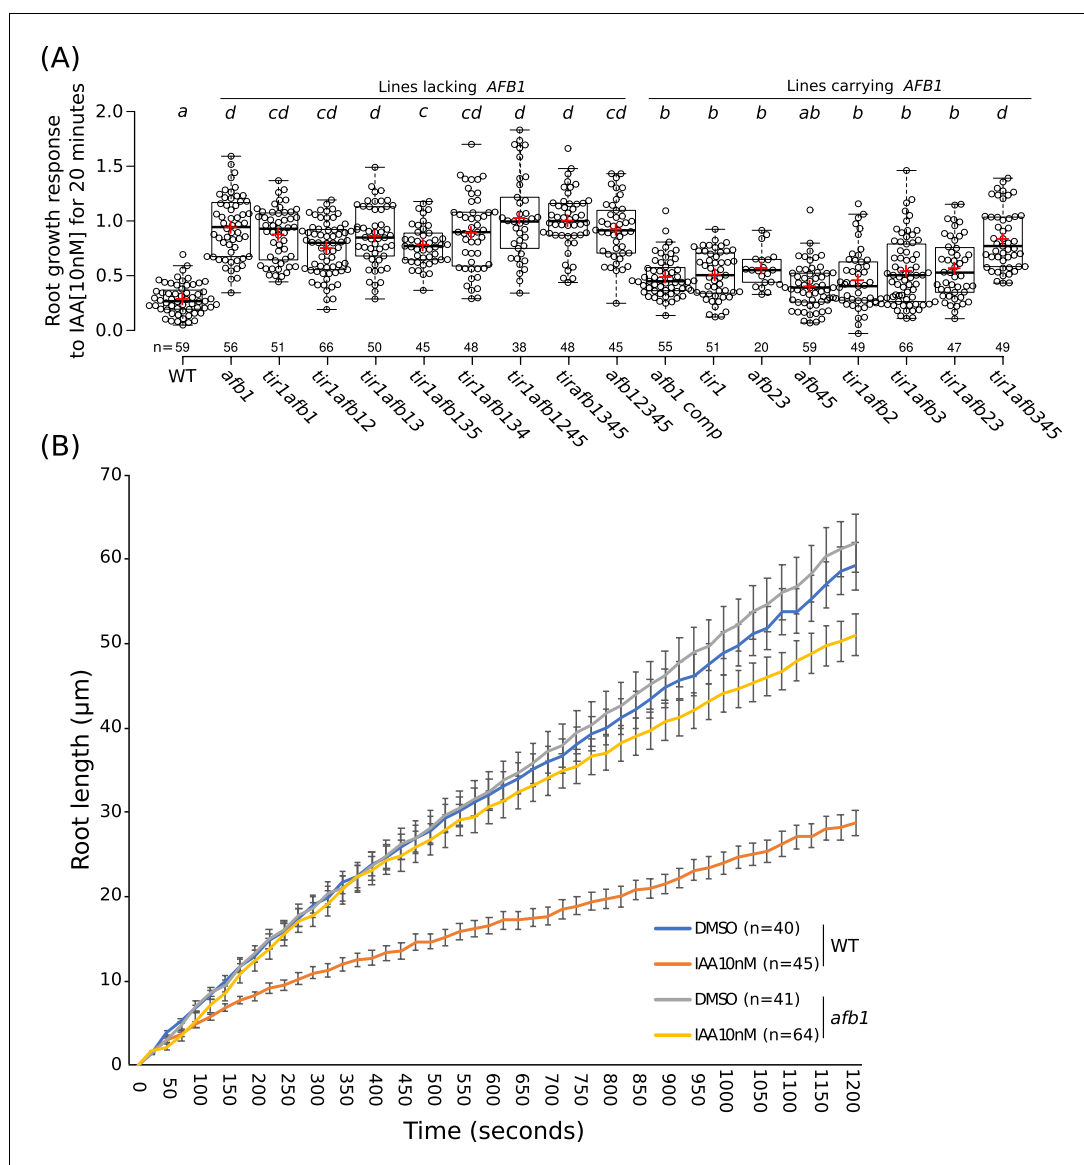 (A)
Lines lacking AFB1
Lines carrying AFB1
a d cd cd d c cd d d cd b b b ab b b b d
Root growth response
to IAA[10nM] for 20 minutes
2.0
1.5
1.0
0.5
0.0
n= 59 56 51 66 50 45 48 38 48 45 55 51 20 59 49 66 47 49
WT afb1 tir1afb1 tir1afb12 tir1afb13 tir1afb135 tir1afb134 tir1afb1245 tirafb1345 afb12345 afb1 comp tir1 afb23 afb45 tir1afb2 tir1afb3 tir1afb23 tir1afb345
(B)
Root length (µm)
70
60
50
40
30
20
10
0
DMSO (n=40)
IAA10nM (n=45)
WT
DMSO (n=41)
IAA10nM (n=64)
afb1
0 50 100 150 200 250 300 350 400 450 500 550 600 650 700 750 800 850 900 950 1000 1050 1100 1150 1200
Time (seconds)